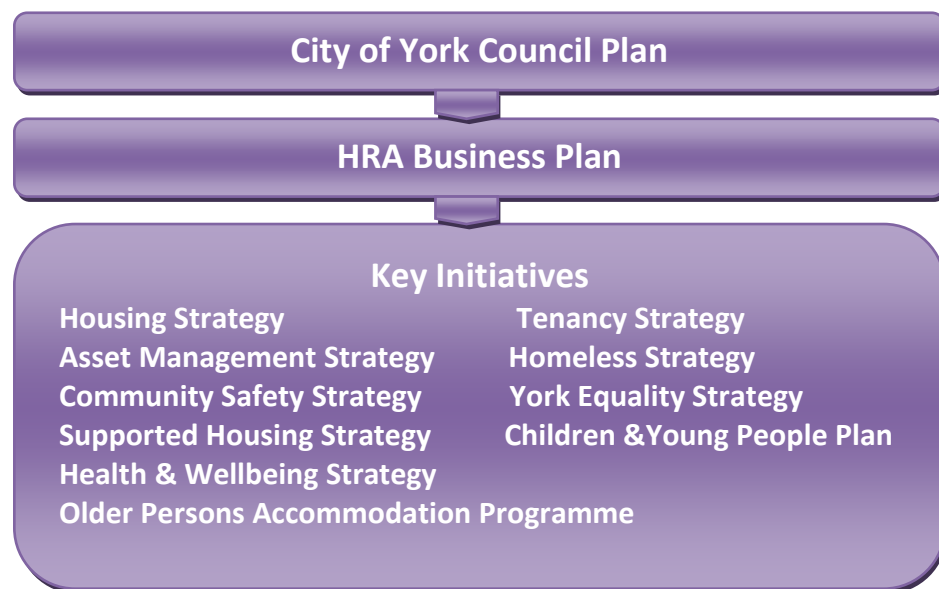 City of York Council Plan
HRA Business Plan
Key Initiatives
Housing Strategy Tenancy Strategy
Asset Management Strategy Homeless Strategy
Community Safety Strategy York Equality Strategy
Supported Housing Strategy Children &Young People Plan
Health & Wellbeing Strategy
Older Persons Accommodation Programme